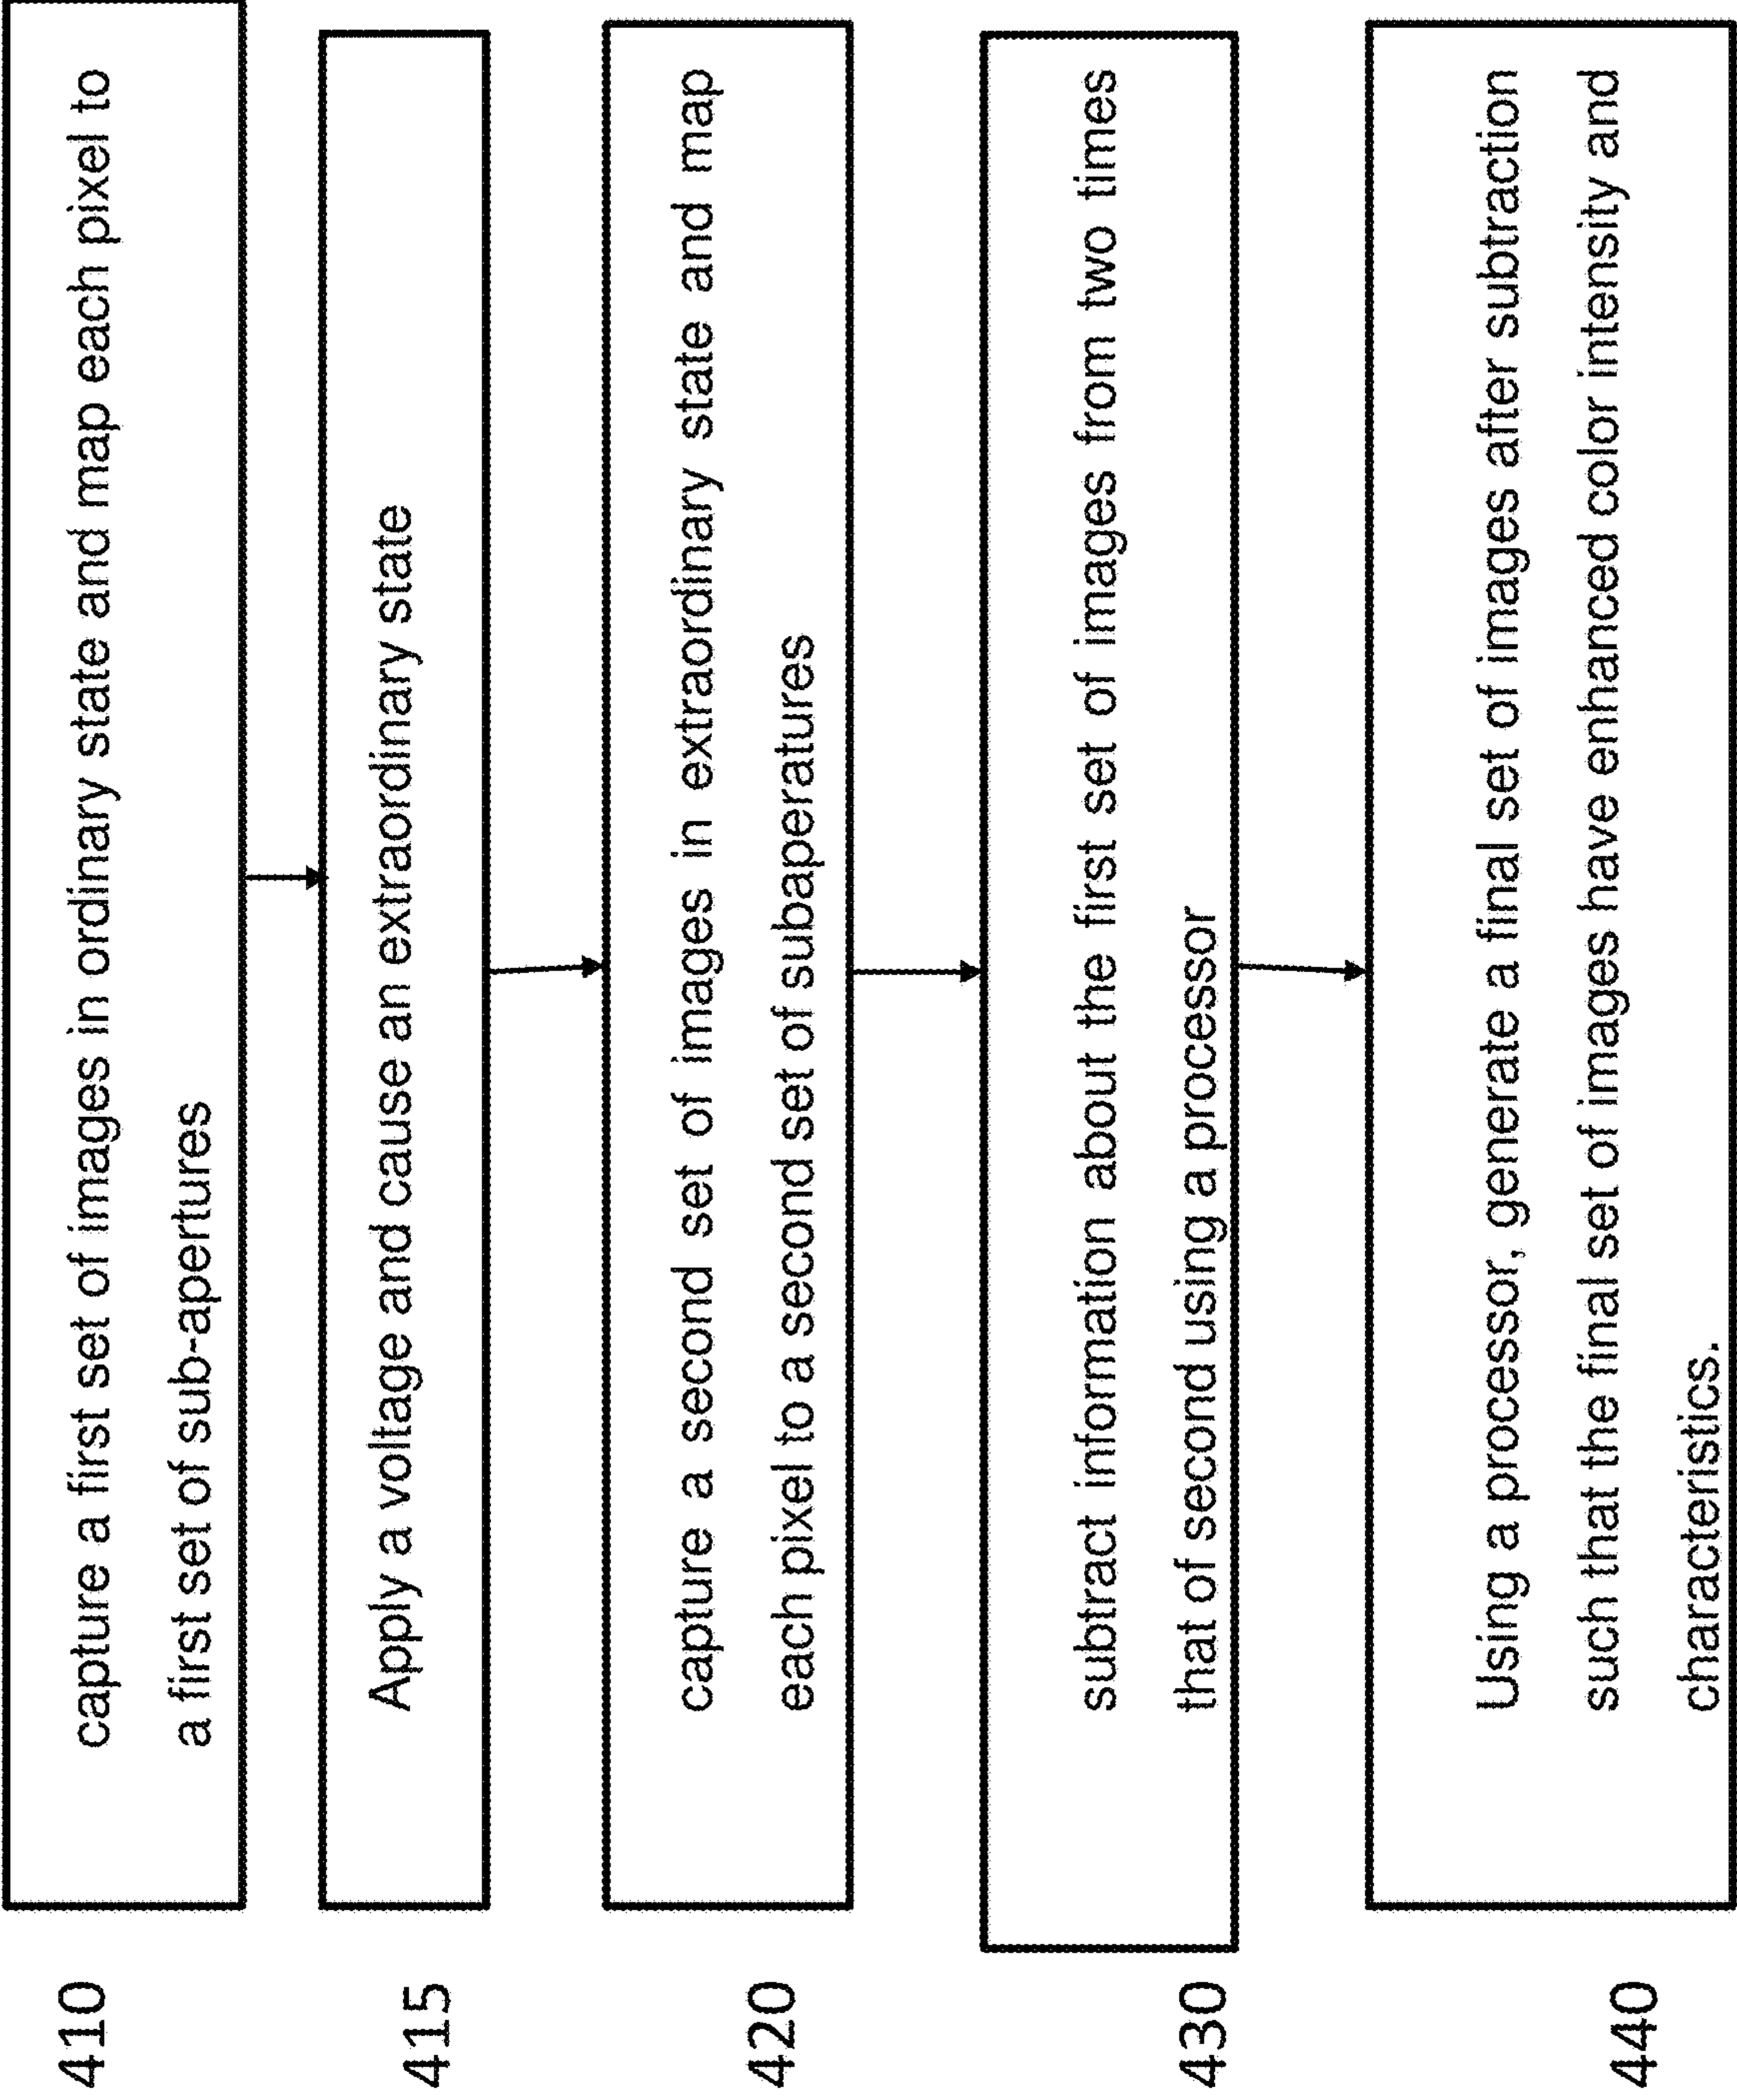 410
capture a first set of images in ordinary state and map each pixel to
a first set of sub-apertures
415
Apply a voltage and cause an extraordinary state
420
capture a second set of images in extraordinary state and map
each pixel to a second set of subaperatures
430
subtract information about the first set of images from two times
that of second using a processor
440
Using a processor, generate a final set of images after subtraction
such that the final set of images have enhanced color intensity and
characteristics.